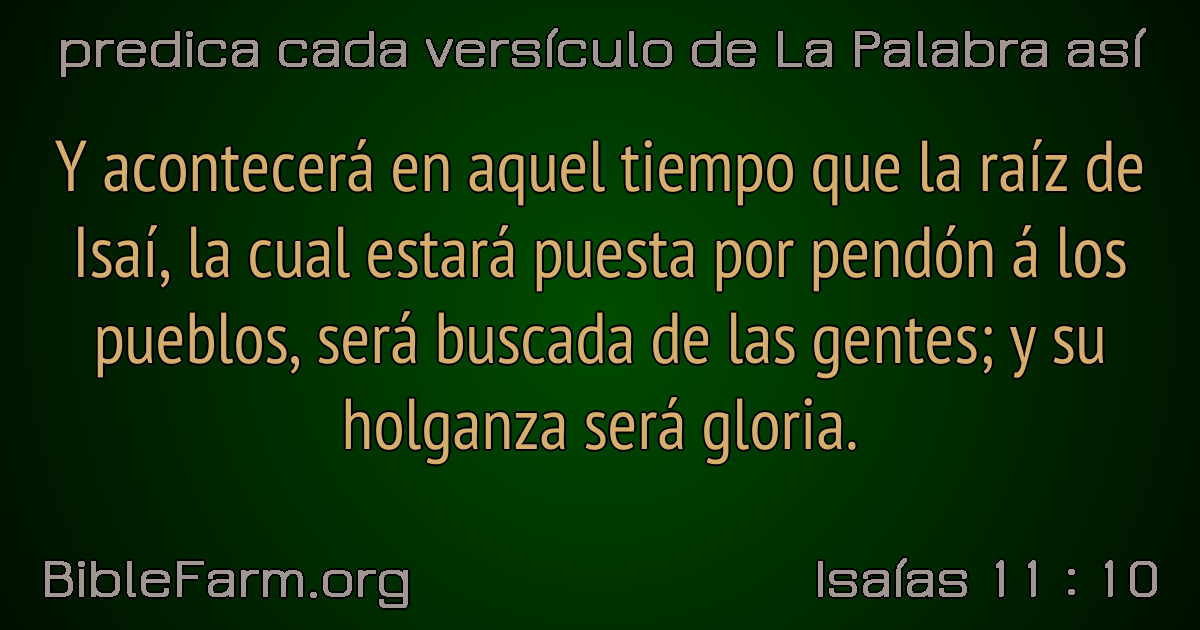 predica cada versículo de La Palabra así
Y acontecerá en aquel tiempo que la raíz de
Isaí, la cual estará puesta por pendón á los
pueblos, será buscada de las gentes; y su
holganza será gloria.
BibleFarm.org
Isaías 11 : 10